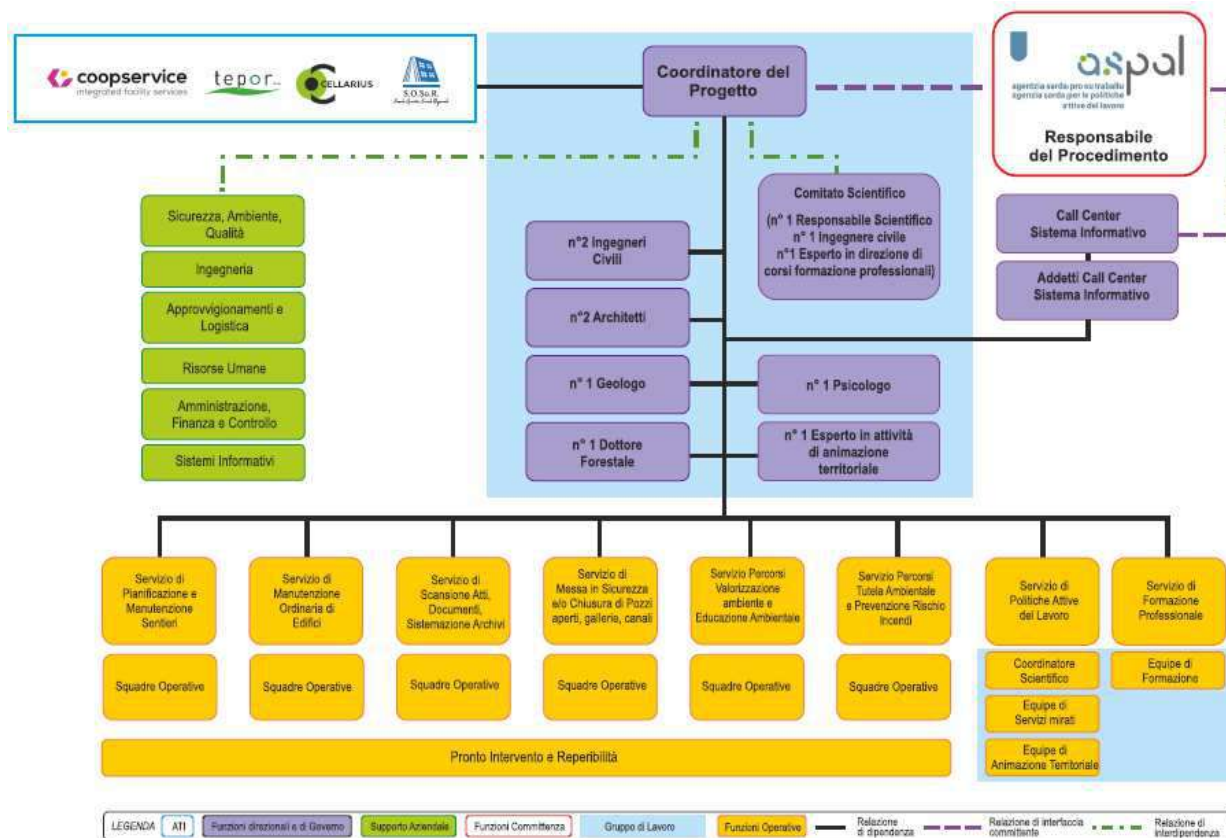 coopservice
integrated facility services
tepor
CELLARIUS
S.O.So.R.
Coordinatore del
Progetto
aspal
agentzia sarda pro su traballu
agenzia sarda per le politiche
attive del lavoro
Responsabile
del Procedimento
Sicurezza, Ambiente,
Qualità
Ingegneria
Approvvigionamenti e
Logistica
Risorse Umane
Amministrazione,
Finanza e Controllo
Sistemi Informativi
n°2 Ingegneri
Civili
n°2 Architetti
n° 1 Geologo
n° 1 Dottore
Forestale
Comitato Scientifico
(n° 1 Responsabile Scientifico
n° 1 Ingegnere civile
n°1 Esperto in direzione di
corsi formazione professionali)
n° 1 Psicologo
n° 1 Esperto in attività
di animazione
territoriale
Call Center
Sistema Informativo
Addetti Call Center
Sistema Informativo
Servizio di
Pianificazione e
Manutenzione
Sentieri
Servizio di
Manutenzione
Ordinaria di
Edifici
Servizio di
Scansione Atti,
Documenti,
Sistemazione Archivi
Servizio di
Messa in Sicurezza
e/o Chiusura di Pozzi
aperti, gallerie, canali
Servizio Percorsi
Valorizzazione
ambiente e
Educazione Ambientale
Servizio Percorsi
Tutela Ambientale
e Prevenzione Rischio
Incendi
Servizio di
Politiche Attive
del Lavoro
Servizio di
Formazione
Professionale
Squadre Operative
Squadre Operative
Squadre Operative
Squadre Operative
Squadre Operative
Squadre Operative
Coordinatore
Scientifico
Equipe di
Servizi mirati
Equipe di
Animazione Territoriale
Equipe di
Formazione
Pronto Intervento e Reperibilità
LEGENDA
ATI
Funzioni direzionali e di Governo
Supporto Aziendale
Funzioni Committenza
Gruppo di Lavoro
Funzioni Operative
Relazione
di dipendenza
Relazione di interfaccia
committente
Relazione di
interdipendenza